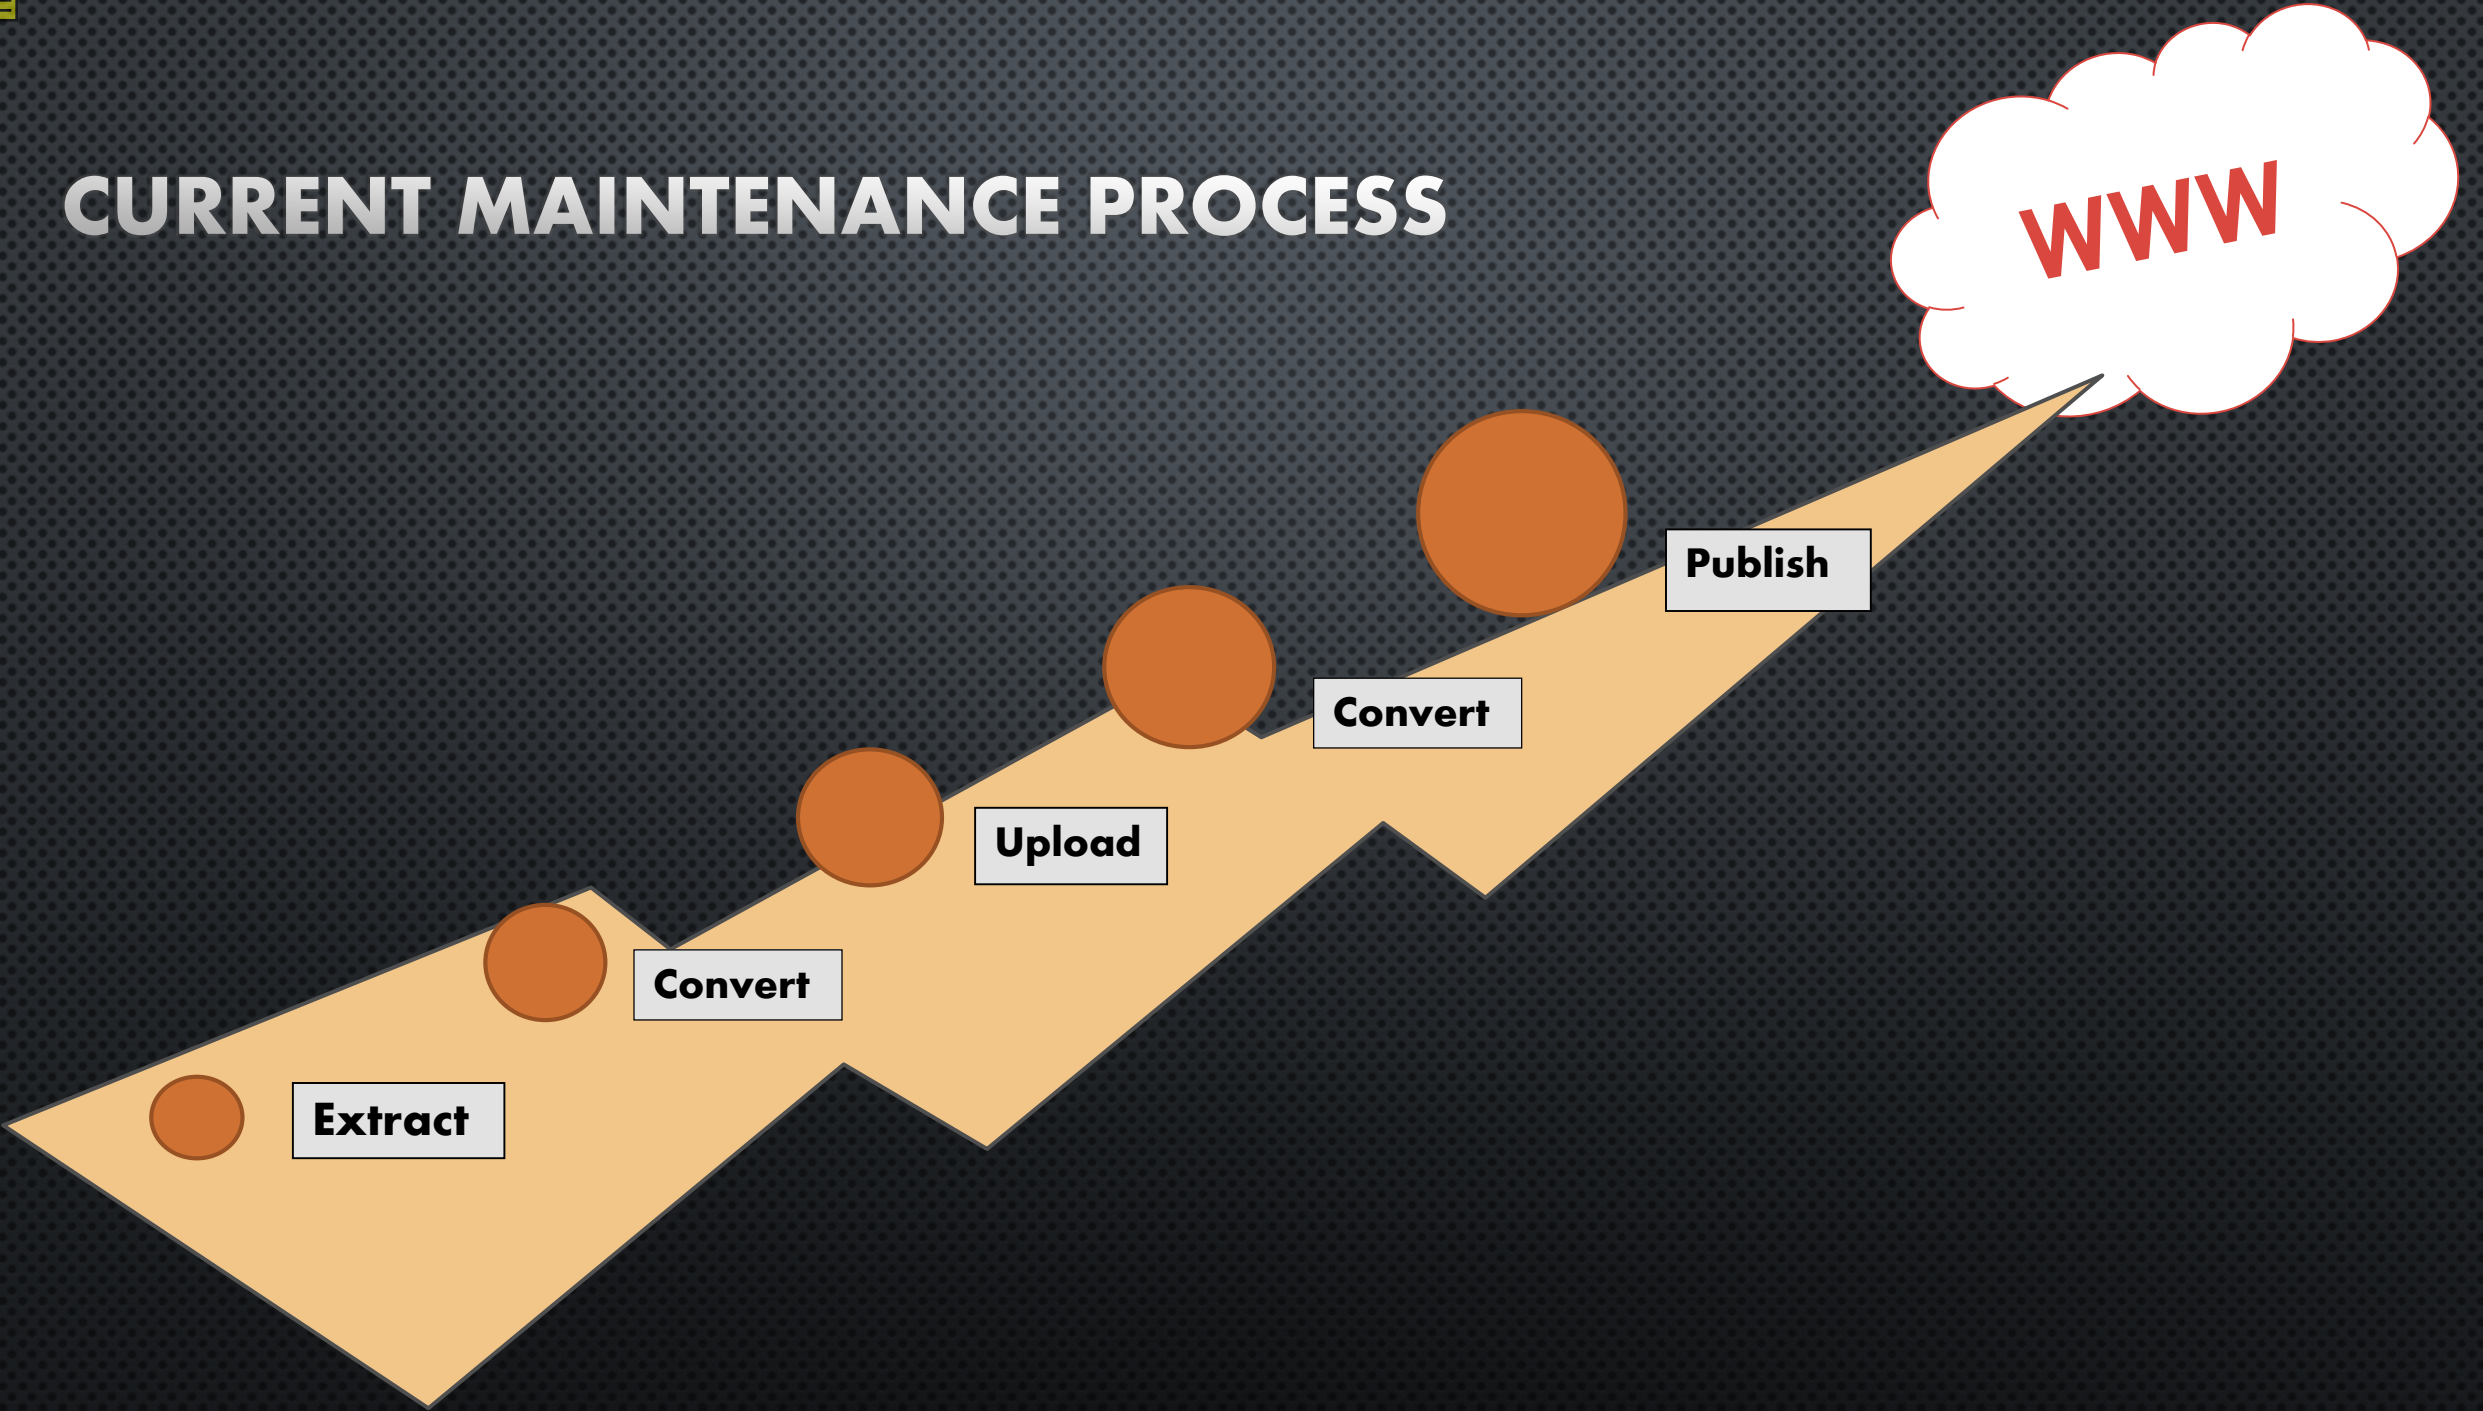 CURRENT MAINTENANCE PROCESS
WWW
Publish
Convert
Upload
Convert
Extract